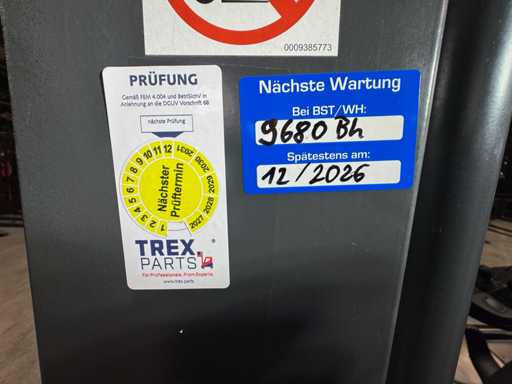 0009385773
PRÜFUNG
Gemäß FEM 4.004 und BetrSichV in
Anlehnung an die DGUV Vorschrift 68
Nächste Prüfung
1 2 3 4 5 6 7 8 9 10 11 12
2027 2028 2029 2030 2031
Nächster
Prüftermin
TREX.
PARTS
For Professionals. From Experts.
www.trex.parts
Nächste Wartung
Bei BST/WH:
9680 Bh
Spätestens am:
12/2026